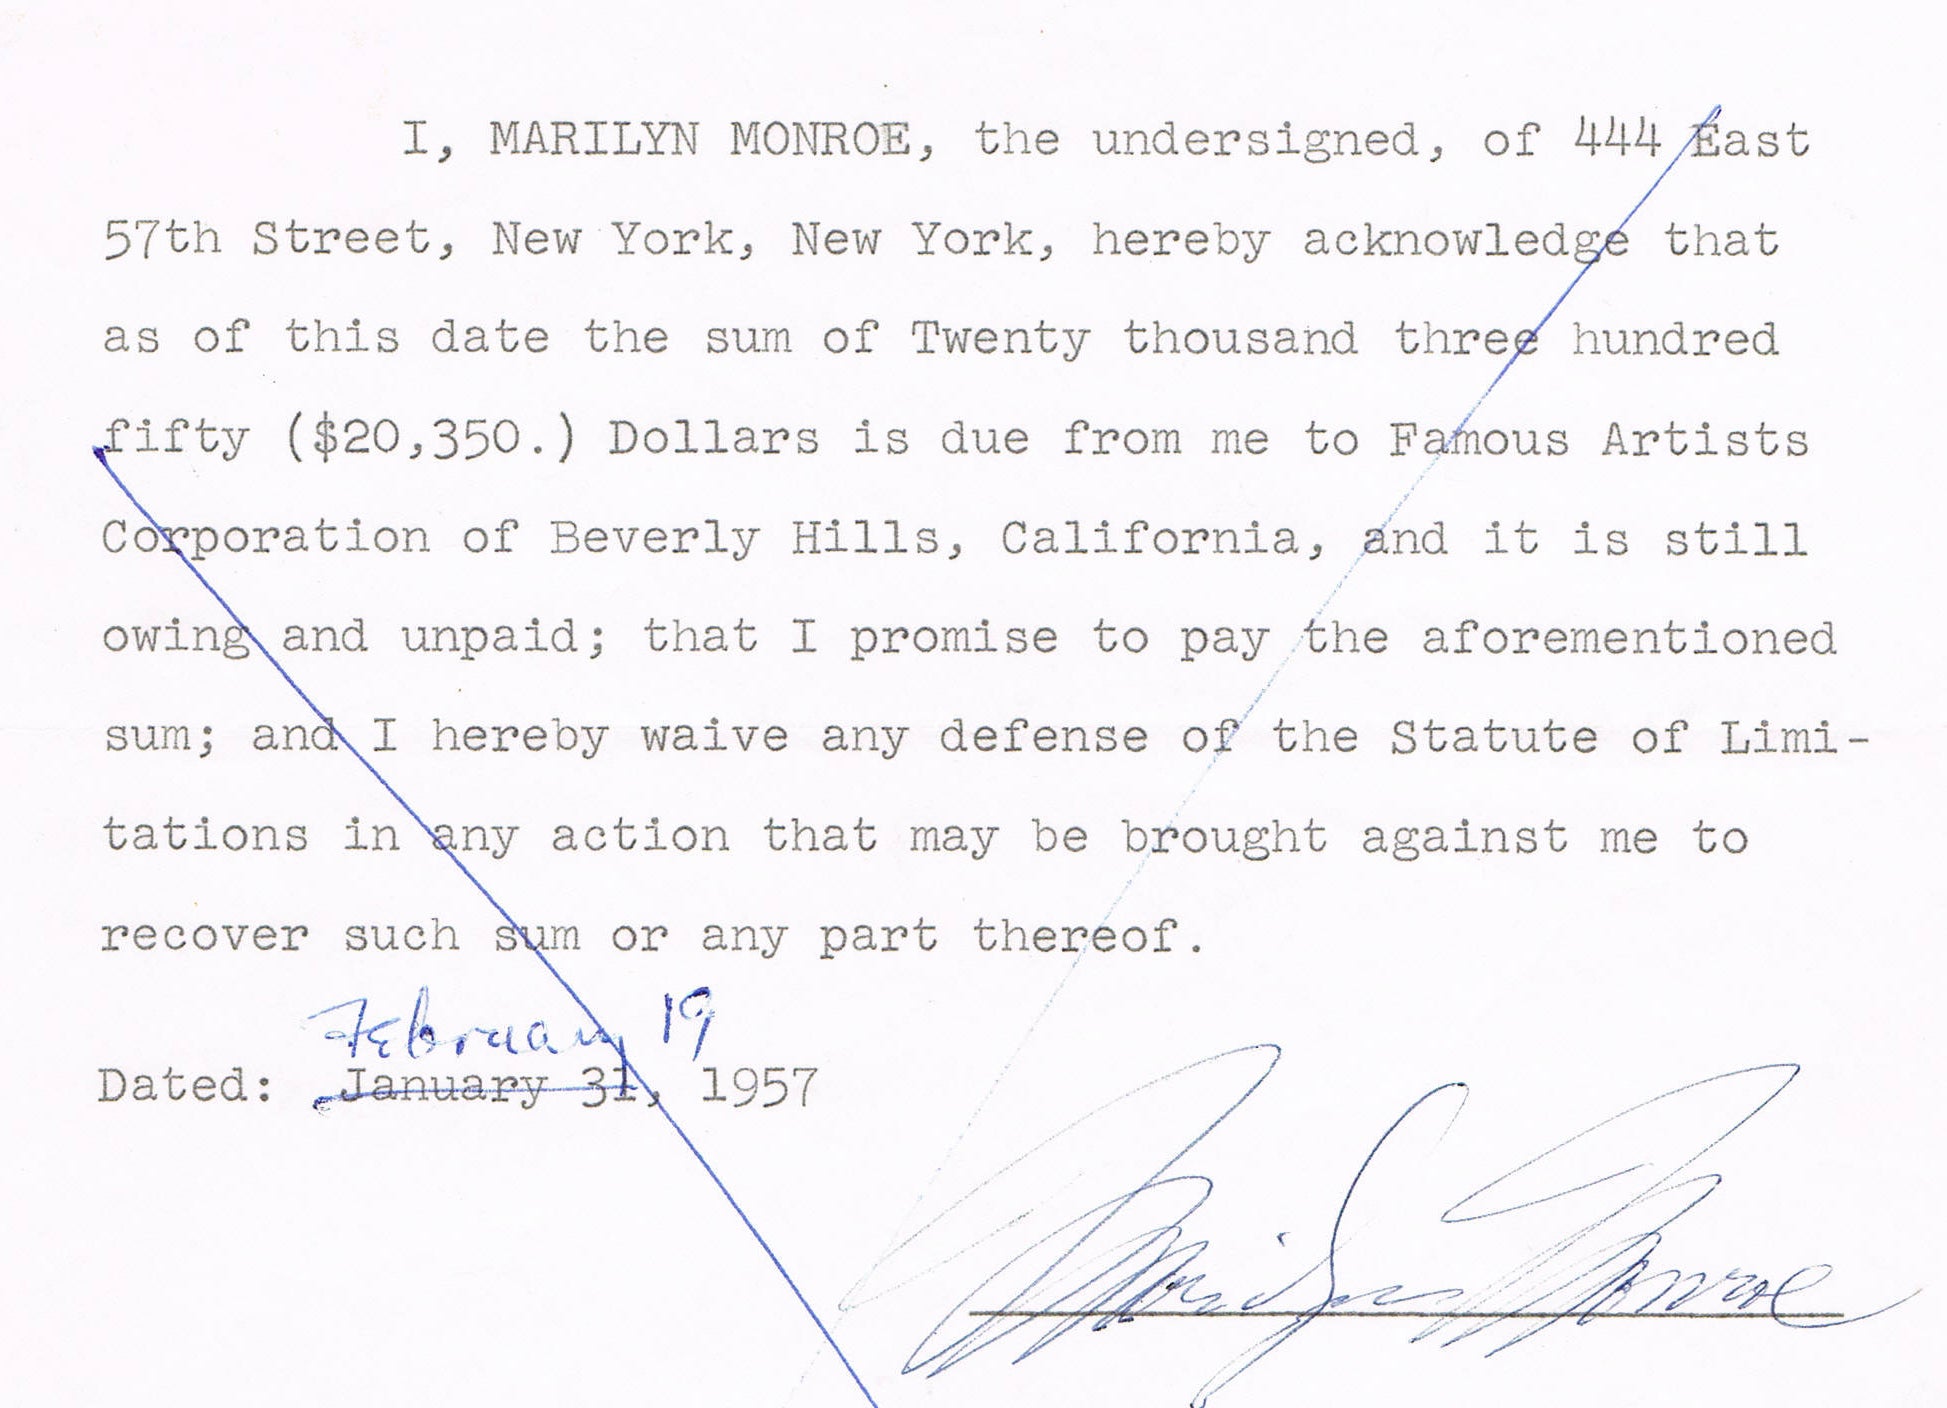 I, MARILYN MONROE, the undersigned, of 444 East
57th Street, New York, New York, hereby acknowledge that
as of this date the sum of Twenty thousand three hundred
fifty ($20,350.) Dollars is due from me to Famous Artists
Corporation of Beverly Hills, California, and it is still
owing and unpaid; that I promise to pay the aforementioned
sum; and I hereby waive any defense of the Statute of Limi-
tations in any action that may be brought against me to
recover such sum or any part thereof.
February 19
Dated: January 31, 1957
Marilyn Monroe